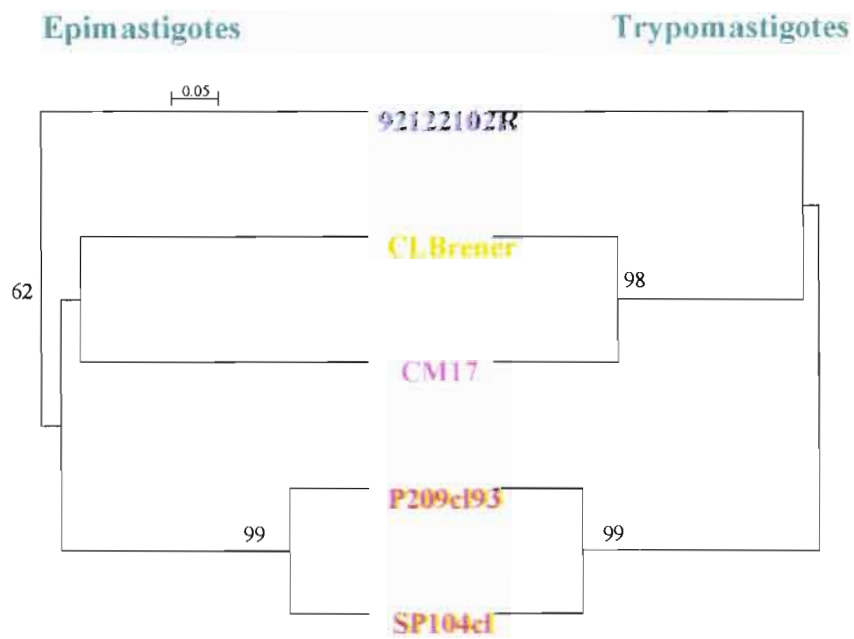 Epimastigotes Trypomastigotes
0.05
92122102R
CLBrener
98
62
CM17
P209cl93
99 99
SP104cl